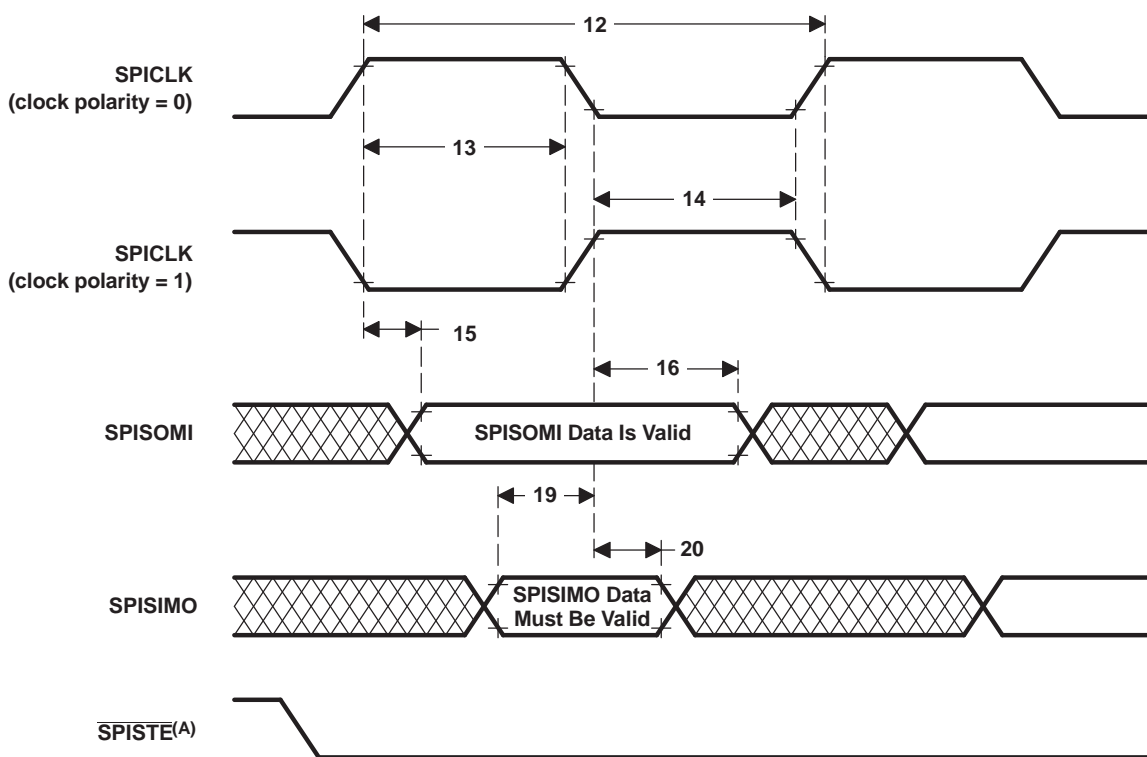 12
SPICLK
(clock polarity = 0)
13
14
SPICLK
(clock polarity = 1)
15
16
SPISOMI
SPISOMI Data Is Valid
19
20
SPISIMO
SPISIMO Data
Must Be Valid
SPISTE(A)